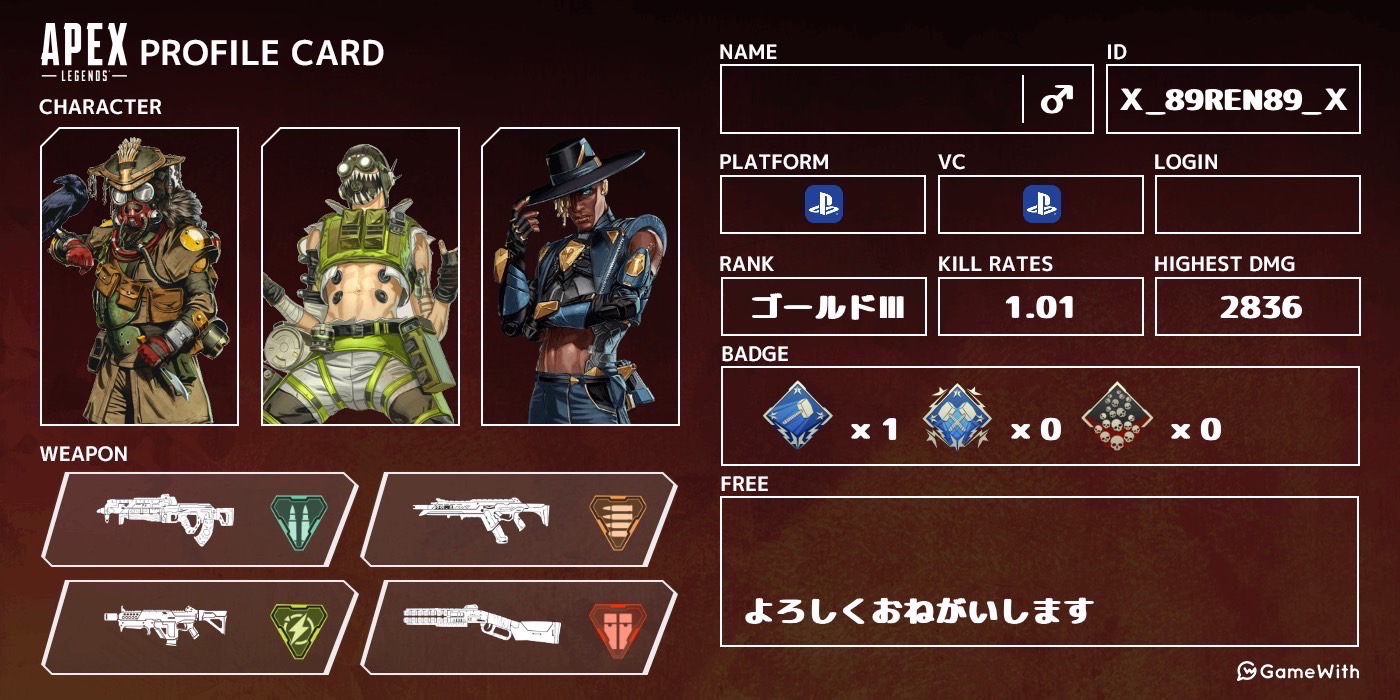 APEX
LEGENDS
PROFILE CARD
CHARACTER
WEAPON
NAME
ID
♂
X_89REN89_X
PLATFORM
VC
LOGIN
RANK
KILL RATES
HIGHEST DMG
ゴールドⅢ
1.01
2836
BADGE
x 1
x 0
x 0
FREE
よろしくおねがいします
GameWith